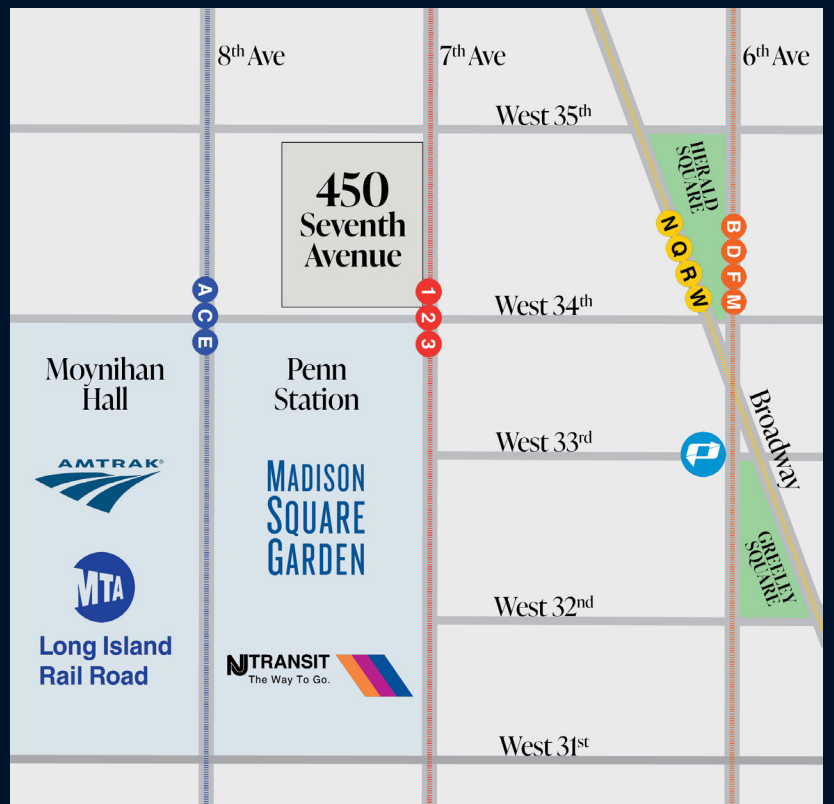 8th Ave
7th Ave
6th Ave
West 35th
450
Seventh
Avenue
HERALD
SQUARE
N
Q
R
W
B
D
F
M
A
C
E
1
2
3
West 34th
Moynihan
Hall
Penn
Station
Broadway
West 33rd
AMTRAK®
MADISON
SQUARE
GARDEN
GREELEY
SQUARE
MTA
West 32nd
Long Island
Rail Road
NJ TRANSIT
The Way To Go.
West 31st